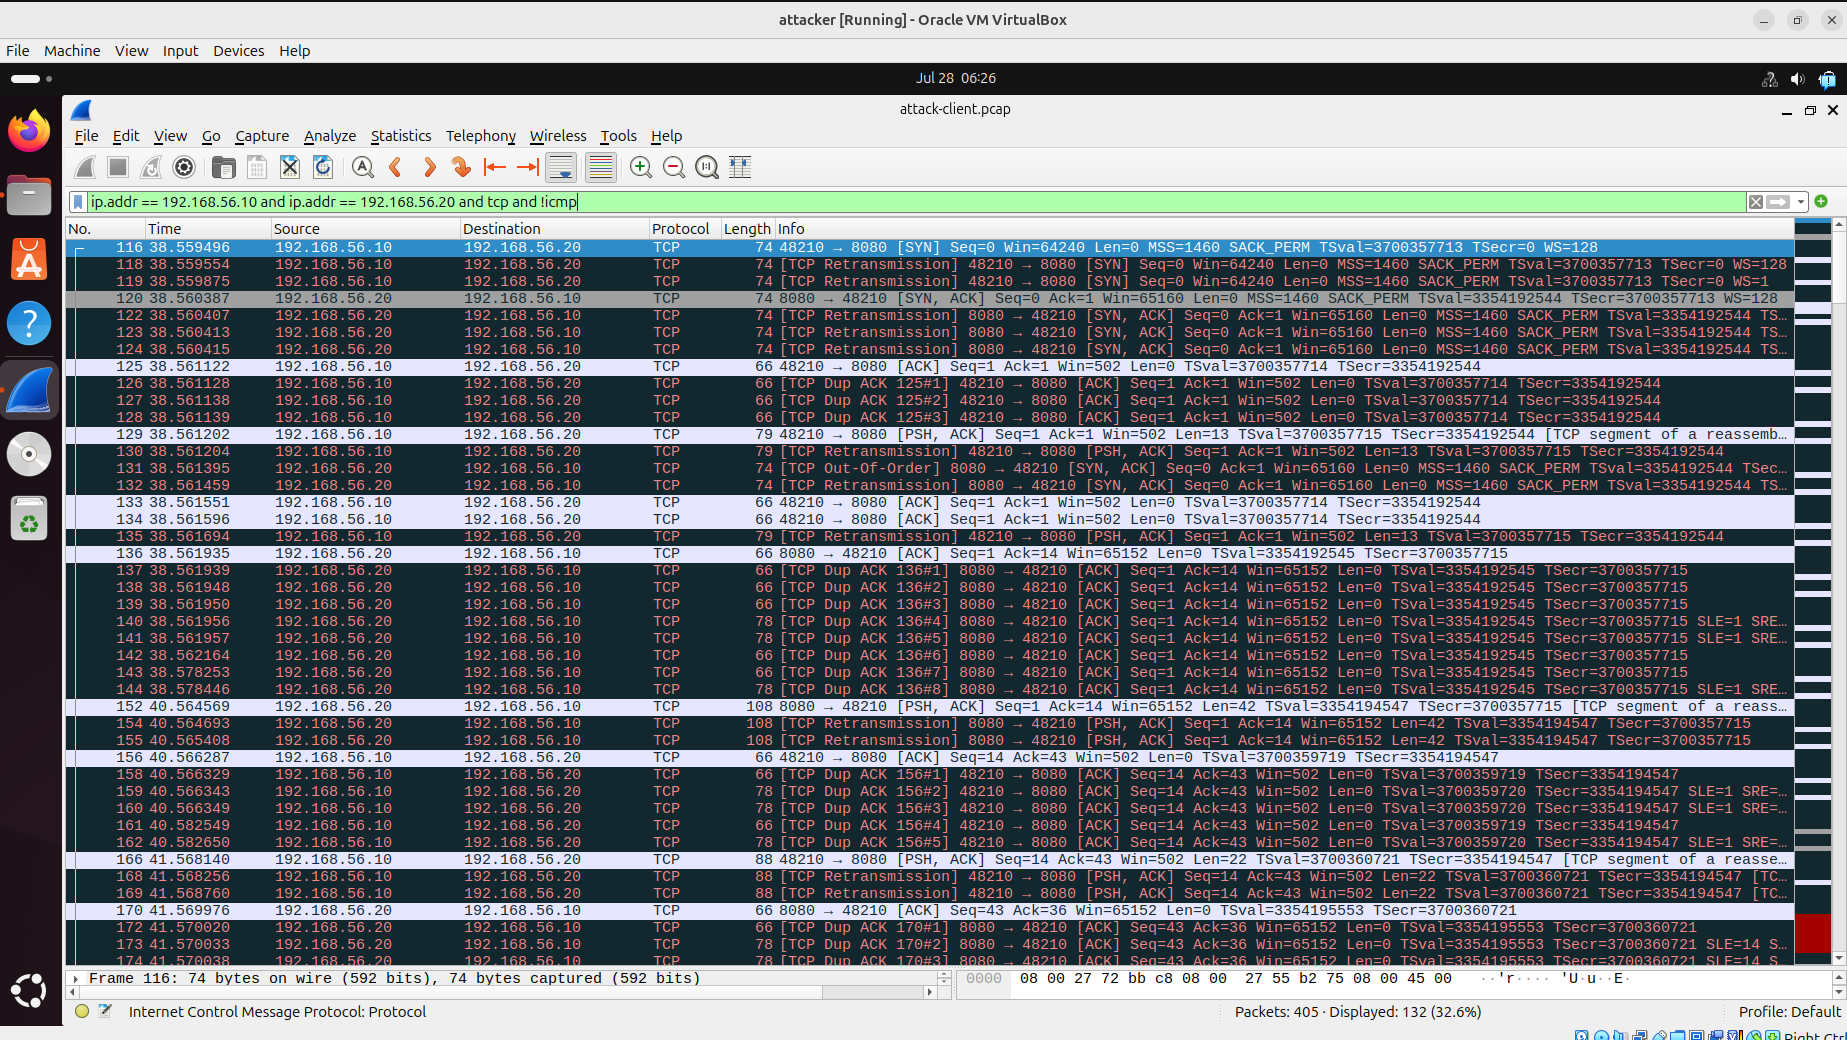 attacker [Running] - Oracle VM VirtualBox
File Machine View Input Devices Help
Jul 28 06:26
attack-client.pcap
File Edit View Go Capture Analyze Statistics Telephony Wireless Tools Help
ip.addr == 192.168.56.10 and ip.addr == 192.168.56.20 and tcp and !icmp
No. Time Source Destination Protocol Length Info
116 38.559496 192.168.56.10 192.168.56.20 TCP 74 48210 → 8080 [SYN] Seq=0 Win=64240 Len=0 MSS=1460 SACK_PERM TSval=3700357713 TSecr=0 WS=128
118 38.559554 192.168.56.10 192.168.56.20 TCP 74 [TCP Retransmission] 48210 → 8080 [SYN] Seq=0 Win=64240 Len=0 MSS=1460 SACK_PERM TSval=3700357713 TSecr=0 WS=128
119 38.559875 192.168.56.10 192.168.56.20 TCP 74 [TCP Retransmission] 48210 → 8080 [SYN] Seq=0 Win=64240 Len=0 MSS=1460 SACK_PERM TSval=3700357713 TSecr=0 WS=1
120 38.560387 192.168.56.20 192.168.56.10 TCP 74 8080 → 48210 [SYN, ACK] Seq=0 Ack=1 Win=65160 Len=0 MSS=1460 SACK_PERM TSval=3354192544 TSecr=3700357713 WS=128
122 38.560407 192.168.56.20 192.168.56.10 TCP 74 [TCP Retransmission] 8080 → 48210 [SYN, ACK] Seq=0 Ack=1 Win=65160 Len=0 MSS=1460 SACK_PERM TSval=3354192544 TS…
123 38.560413 192.168.56.20 192.168.56.10 TCP 74 [TCP Retransmission] 8080 → 48210 [SYN, ACK] Seq=0 Ack=1 Win=65160 Len=0 MSS=1460 SACK_PERM TSval=3354192544 TS…
124 38.560415 192.168.56.20 192.168.56.10 TCP 74 [TCP Retransmission] 8080 → 48210 [SYN, ACK] Seq=0 Ack=1 Win=65160 Len=0 MSS=1460 SACK_PERM TSval=3354192544 TS…
125 38.561122 192.168.56.10 192.168.56.20 TCP 66 48210 → 8080 [ACK] Seq=1 Ack=1 Win=502 Len=0 TSval=3700357714 TSecr=3354192544
126 38.561128 192.168.56.10 192.168.56.20 TCP 66 [TCP Dup ACK 125#1] 48210 → 8080 [ACK] Seq=1 Ack=1 Win=502 Len=0 TSval=3700357714 TSecr=3354192544
127 38.561138 192.168.56.10 192.168.56.20 TCP 66 [TCP Dup ACK 125#2] 48210 → 8080 [ACK] Seq=1 Ack=1 Win=502 Len=0 TSval=3700357714 TSecr=3354192544
128 38.561139 192.168.56.10 192.168.56.20 TCP 66 [TCP Dup ACK 125#3] 48210 → 8080 [ACK] Seq=1 Ack=1 Win=502 Len=0 TSval=3700357714 TSecr=3354192544
129 38.561202 192.168.56.10 192.168.56.20 TCP 79 48210 → 8080 [PSH, ACK] Seq=1 Ack=1 Win=502 Len=13 TSval=3700357715 TSecr=3354192544 [TCP segment of a reassemb…
130 38.561204 192.168.56.10 192.168.56.20 TCP 79 [TCP Retransmission] 48210 → 8080 [PSH, ACK] Seq=1 Ack=1 Win=502 Len=13 TSval=3700357715 TSecr=3354192544
131 38.561395 192.168.56.20 192.168.56.10 TCP 74 [TCP Out-Of-Order] 8080 → 48210 [SYN, ACK] Seq=0 Ack=1 Win=65160 Len=0 MSS=1460 SACK_PERM TSval=3354192544 TSec…
132 38.561459 192.168.56.20 192.168.56.10 TCP 74 [TCP Retransmission] 8080 → 48210 [SYN, ACK] Seq=0 Ack=1 Win=65160 Len=0 MSS=1460 SACK_PERM TSval=3354192544 TS…
133 38.561551 192.168.56.10 192.168.56.20 TCP 66 48210 → 8080 [ACK] Seq=1 Ack=1 Win=502 Len=0 TSval=3700357714 TSecr=3354192544
134 38.561596 192.168.56.10 192.168.56.20 TCP 66 48210 → 8080 [ACK] Seq=1 Ack=1 Win=502 Len=0 TSval=3700357714 TSecr=3354192544
135 38.561694 192.168.56.10 192.168.56.20 TCP 79 [TCP Retransmission] 48210 → 8080 [PSH, ACK] Seq=1 Ack=1 Win=502 Len=13 TSval=3700357715 TSecr=3354192544
136 38.561935 192.168.56.20 192.168.56.10 TCP 66 8080 → 48210 [ACK] Seq=1 Ack=14 Win=65152 Len=0 TSval=3354192545 TSecr=3700357715
137 38.561939 192.168.56.20 192.168.56.10 TCP 66 [TCP Dup ACK 136#1] 8080 → 48210 [ACK] Seq=1 Ack=14 Win=65152 Len=0 TSval=3354192545 TSecr=3700357715
138 38.561948 192.168.56.20 192.168.56.10 TCP 66 [TCP Dup ACK 136#2] 8080 → 48210 [ACK] Seq=1 Ack=14 Win=65152 Len=0 TSval=3354192545 TSecr=3700357715
139 38.561950 192.168.56.20 192.168.56.10 TCP 66 [TCP Dup ACK 136#3] 8080 → 48210 [ACK] Seq=1 Ack=14 Win=65152 Len=0 TSval=3354192545 TSecr=3700357715
140 38.561956 192.168.56.20 192.168.56.10 TCP 78 [TCP Dup ACK 136#4] 8080 → 48210 [ACK] Seq=1 Ack=14 Win=65152 Len=0 TSval=3354192545 TSecr=3700357715 SLE=1 SRE…
141 38.561957 192.168.56.20 192.168.56.10 TCP 78 [TCP Dup ACK 136#5] 8080 → 48210 [ACK] Seq=1 Ack=14 Win=65152 Len=0 TSval=3354192545 TSecr=3700357715 SLE=1 SRE…
142 38.562164 192.168.56.20 192.168.56.10 TCP 66 [TCP Dup ACK 136#6] 8080 → 48210 [ACK] Seq=1 Ack=14 Win=65152 Len=0 TSval=3354192545 TSecr=3700357715
143 38.578253 192.168.56.20 192.168.56.10 TCP 66 [TCP Dup ACK 136#7] 8080 → 48210 [ACK] Seq=1 Ack=14 Win=65152 Len=0 TSval=3354192545 TSecr=3700357715
144 38.578446 192.168.56.20 192.168.56.10 TCP 78 [TCP Dup ACK 136#8] 8080 → 48210 [ACK] Seq=1 Ack=14 Win=65152 Len=0 TSval=3354192545 TSecr=3700357715 SLE=1 SRE…
152 40.564569 192.168.56.20 192.168.56.10 TCP 108 8080 → 48210 [PSH, ACK] Seq=1 Ack=14 Win=65152 Len=42 TSval=3354194547 TSecr=3700357715 [TCP segment of a reass…
154 40.564693 192.168.56.20 192.168.56.10 TCP 108 [TCP Retransmission] 8080 → 48210 [PSH, ACK] Seq=1 Ack=14 Win=65152 Len=42 TSval=3354194547 TSecr=3700357715
155 40.565408 192.168.56.20 192.168.56.10 TCP 108 [TCP Retransmission] 8080 → 48210 [PSH, ACK] Seq=1 Ack=14 Win=65152 Len=42 TSval=3354194547 TSecr=3700357715
156 40.566287 192.168.56.10 192.168.56.20 TCP 66 48210 → 8080 [ACK] Seq=14 Ack=43 Win=502 Len=0 TSval=3700359719 TSecr=3354194547
158 40.566329 192.168.56.10 192.168.56.20 TCP 66 [TCP Dup ACK 156#1] 48210 → 8080 [ACK] Seq=14 Ack=43 Win=502 Len=0 TSval=3700359719 TSecr=3354194547
159 40.566343 192.168.56.10 192.168.56.20 TCP 78 [TCP Dup ACK 156#2] 48210 → 8080 [ACK] Seq=14 Ack=43 Win=502 Len=0 TSval=3700359720 TSecr=3354194547 SLE=1 SRE=…
160 40.566349 192.168.56.10 192.168.56.20 TCP 78 [TCP Dup ACK 156#3] 48210 → 8080 [ACK] Seq=14 Ack=43 Win=502 Len=0 TSval=3700359720 TSecr=3354194547 SLE=1 SRE=…
161 40.582549 192.168.56.10 192.168.56.20 TCP 66 [TCP Dup ACK 156#4] 48210 → 8080 [ACK] Seq=14 Ack=43 Win=502 Len=0 TSval=3700359719 TSecr=3354194547
162 40.582650 192.168.56.10 192.168.56.20 TCP 78 [TCP Dup ACK 156#5] 48210 → 8080 [ACK] Seq=14 Ack=43 Win=502 Len=0 TSval=3700359720 TSecr=3354194547 SLE=1 SRE=…
166 41.568140 192.168.56.10 192.168.56.20 TCP 88 48210 → 8080 [PSH, ACK] Seq=14 Ack=43 Win=502 Len=22 TSval=3700360721 TSecr=3354194547 [TCP segment of a reasse…
168 41.568256 192.168.56.10 192.168.56.20 TCP 88 [TCP Retransmission] 48210 → 8080 [PSH, ACK] Seq=14 Ack=43 Win=502 Len=22 TSval=3700360721 TSecr=3354194547 [TC…
169 41.568760 192.168.56.10 192.168.56.20 TCP 88 [TCP Retransmission] 48210 → 8080 [PSH, ACK] Seq=14 Ack=43 Win=502 Len=22 TSval=3700360721 TSecr=3354194547 [TC…
170 41.569976 192.168.56.20 192.168.56.10 TCP 66 8080 → 48210 [ACK] Seq=43 Ack=36 Win=65152 Len=0 TSval=3354195553 TSecr=3700360721
172 41.570020 192.168.56.20 192.168.56.10 TCP 66 [TCP Dup ACK 170#1] 8080 → 48210 [ACK] Seq=43 Ack=36 Win=65152 Len=0 TSval=3354195553 TSecr=3700360721
173 41.570033 192.168.56.20 192.168.56.10 TCP 78 [TCP Dup ACK 170#2] 8080 → 48210 [ACK] Seq=43 Ack=36 Win=65152 Len=0 TSval=3354195553 TSecr=3700360721 SLE=14 S…
174 41.570038 192.168.56.20 192.168.56.10 TCP 78 [TCP Dup ACK 170#3] 8080 → 48210 [ACK] Seq=43 Ack=36 Win=65152 Len=0 TSval=3354195553 TSecr=3700360721 SLE=14 S…
Frame 116: 74 bytes on wire (592 bits), 74 bytes captured (592 bits)
0000 08 00 27 72 bb c8 08 00 27 55 b2 75 08 00 45 00 ··'r···· 'U·u··E·
Internet Control Message Protocol: Protocol
Packets: 405 · Displayed: 132 (32.6%)
Profile: Default
Right Ctrl